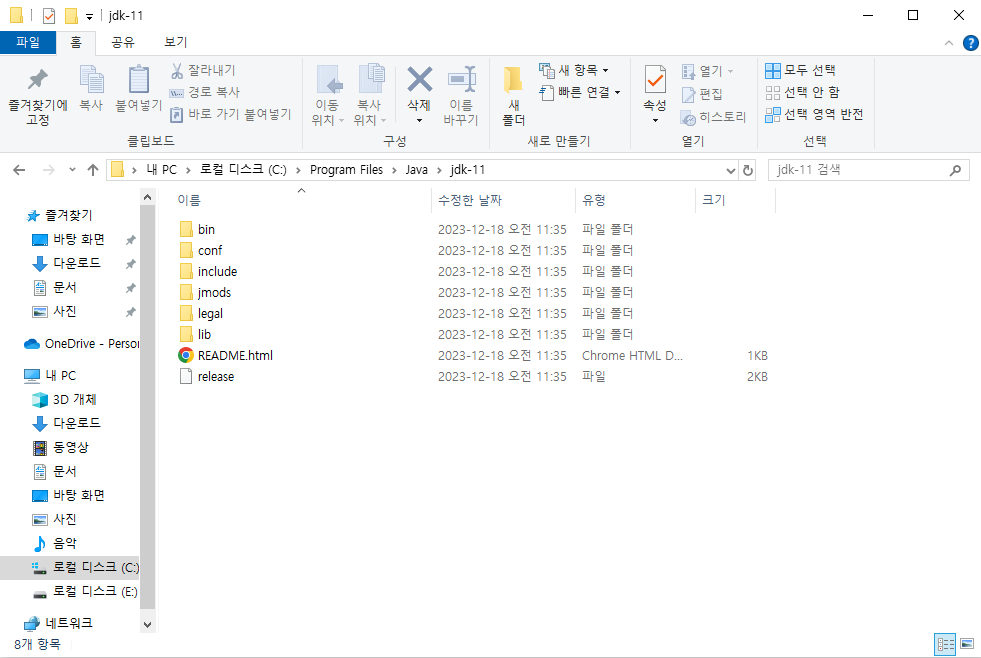 jdk-11
파일 홈 공유 보기
즐겨찾기에 고정
복사
붙여넣기
잘라내기
경로 복사
바로 가기 붙여넣기
클립보드
이동 위치
복사 위치
삭제
이름 바꾸기
구성
새 폴더
새 항목
빠른 연결
새로 만들기
속성
열기
편집
히스토리
열기
모두 선택
선택 안 함
선택 영역 반전
선택
내 PC > 로컬 디스크 (C:) > Program Files > Java > jdk-11
jdk-11 검색
즐겨찾기
바탕 화면
다운로드
문서
사진
OneDrive - Person
내 PC
3D 개체
다운로드
동영상
문서
바탕 화면
사진
음악
로컬 디스크 (C:)
로컬 디스크 (E:)
네트워크
이름 수정한 날짜 유형 크기
bin 2023-12-18 오전 11:35 파일 폴더
conf 2023-12-18 오전 11:35 파일 폴더
include 2023-12-18 오전 11:35 파일 폴더
jmods 2023-12-18 오전 11:35 파일 폴더
legal 2023-12-18 오전 11:35 파일 폴더
lib 2023-12-18 오전 11:35 파일 폴더
README.html 2023-12-18 오전 11:35 Chrome HTML D... 1KB
release 2023-12-18 오전 11:35 파일 2KB
8개 항목